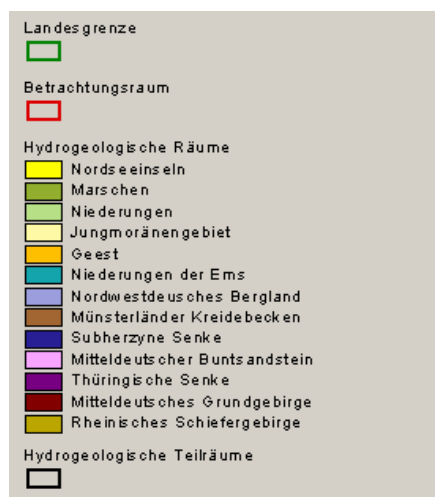 Landesgrenze
Betrachtungsraum
Hydrogeologische Räume
Nordseeinseln
Marschen
Niederungen
Jungmoränengebiet
Geest
Niederungen der Ems
Nordwestdeusches Bergland
Münsterländer Kreidebecken
Subherzyne Senke
Mitteldeutscher Buntsandstein
Thüringische Senke
Mitteldeutsches Grundgebirge
Rheinisches Schiefergebirge
Hydrogeologische Teilräume